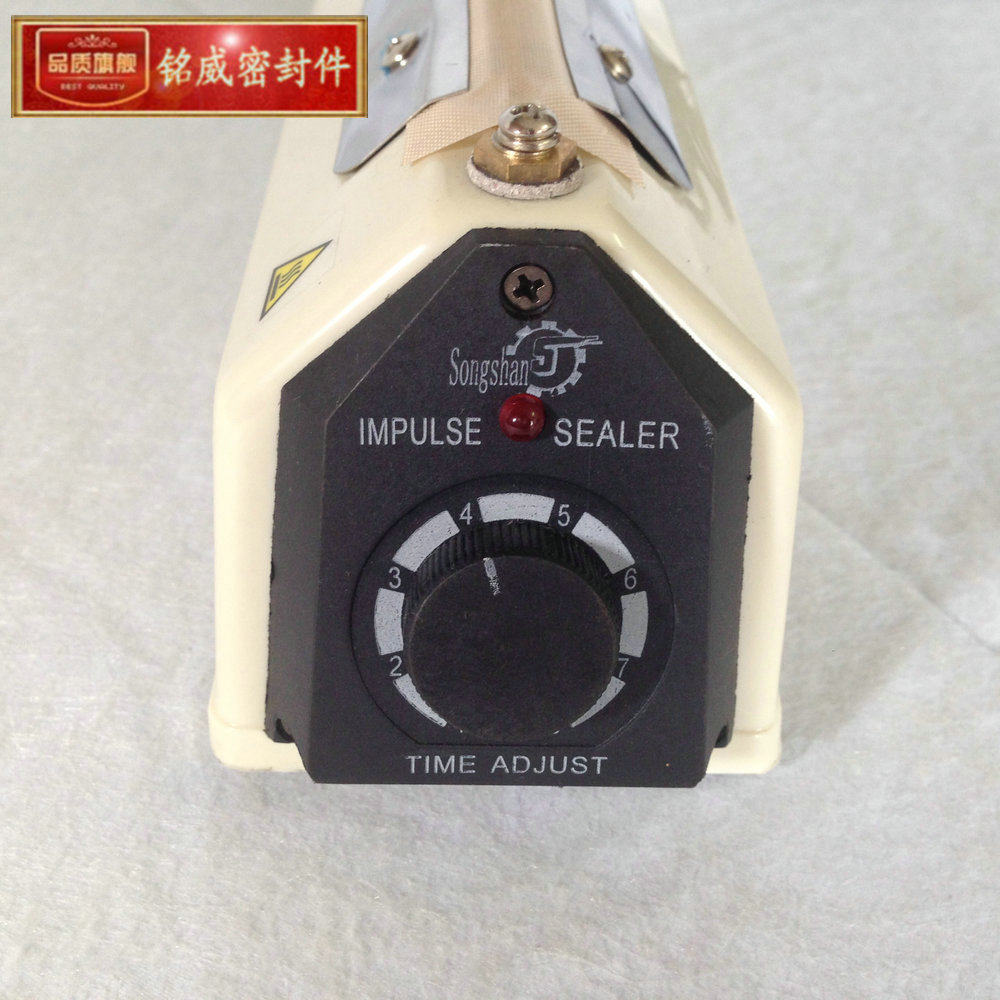 品质旗舰
BEST QUALITY
铭威密封件
Songshan SJ
IMPULSE SEALER
4 5
3 6
2 7
TIME ADJUST